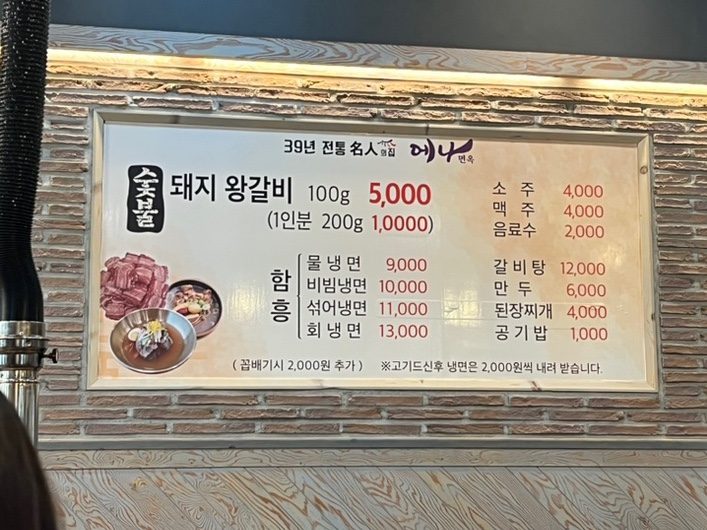 39년 전통 名人의집 예나면옥
숯불 돼지 왕갈비 100g 5,000
(1인분 200g 1,0000)
소주 4,000
맥주 4,000
음료수 2,000
함흥
물냉면 9,000
비빔냉면 10,000
섞어냉면 11,000
회냉면 13,000
갈비탕 12,000
만두 6,000
된장찌개 4,000
공기밥 1,000
(곱배기시 2,000원 추가) ※고기드신후 냉면은 2,000원씩 내려 받습니다.